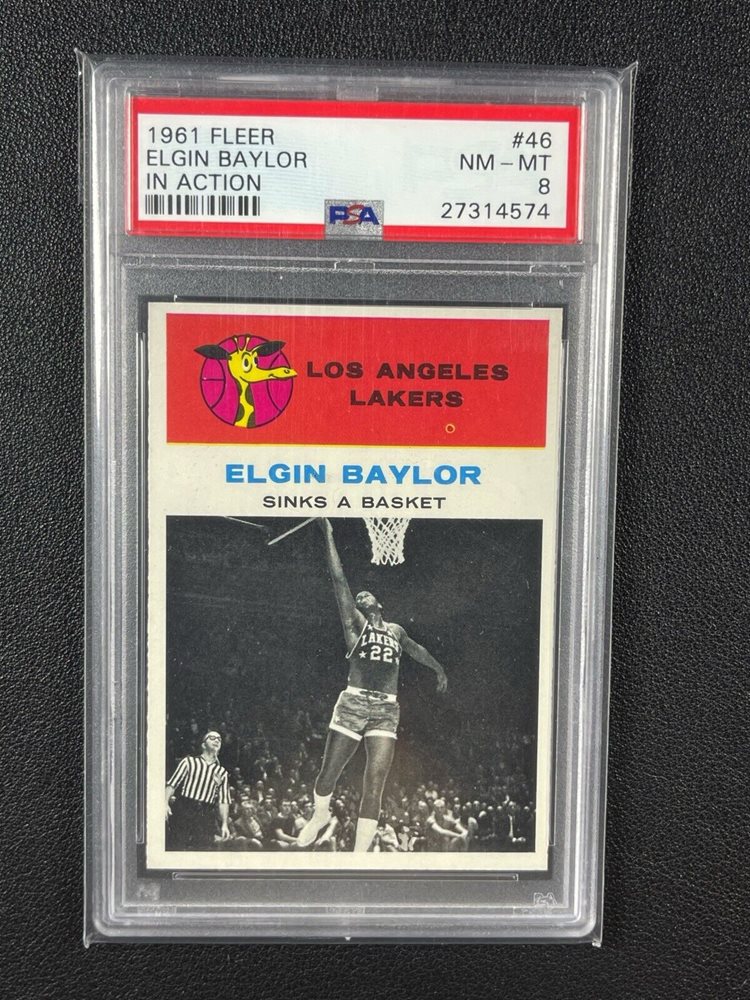 1961 FLEER #46
ELGIN BAYLOR NM - MT
IN ACTION 8
PSA 27314574
LOS ANGELES
LAKERS
ELGIN BAYLOR
SINKS A BASKET
LAKERS
22